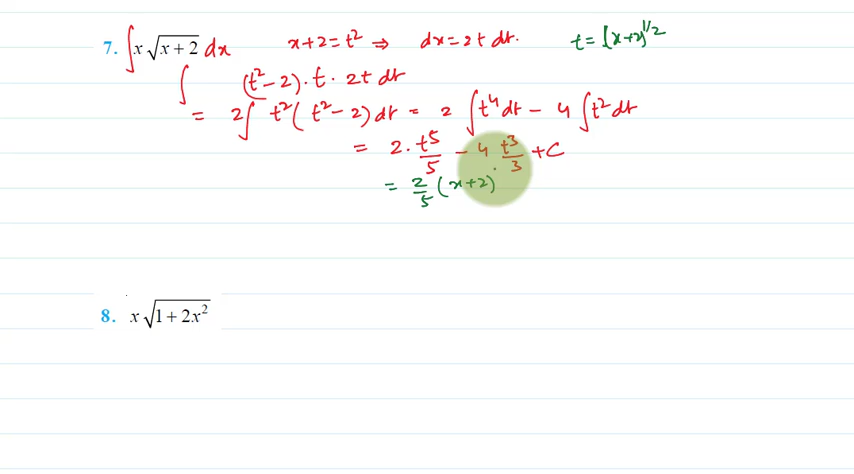 7. ∫ x √(x + 2) dx    x+2 = t² ⇒ dx = 2t dt.    t = (x+2)^1/2
∫ (t² − 2) · t · 2t dt
= 2∫ t² (t² − 2) dt = 2 ∫ t⁴ dt − 4 ∫ t² dt
= 2 · t⁵/5 − 4 t³/3 + C
= 2/5 (x+2)
8. x √(1 + 2x²)